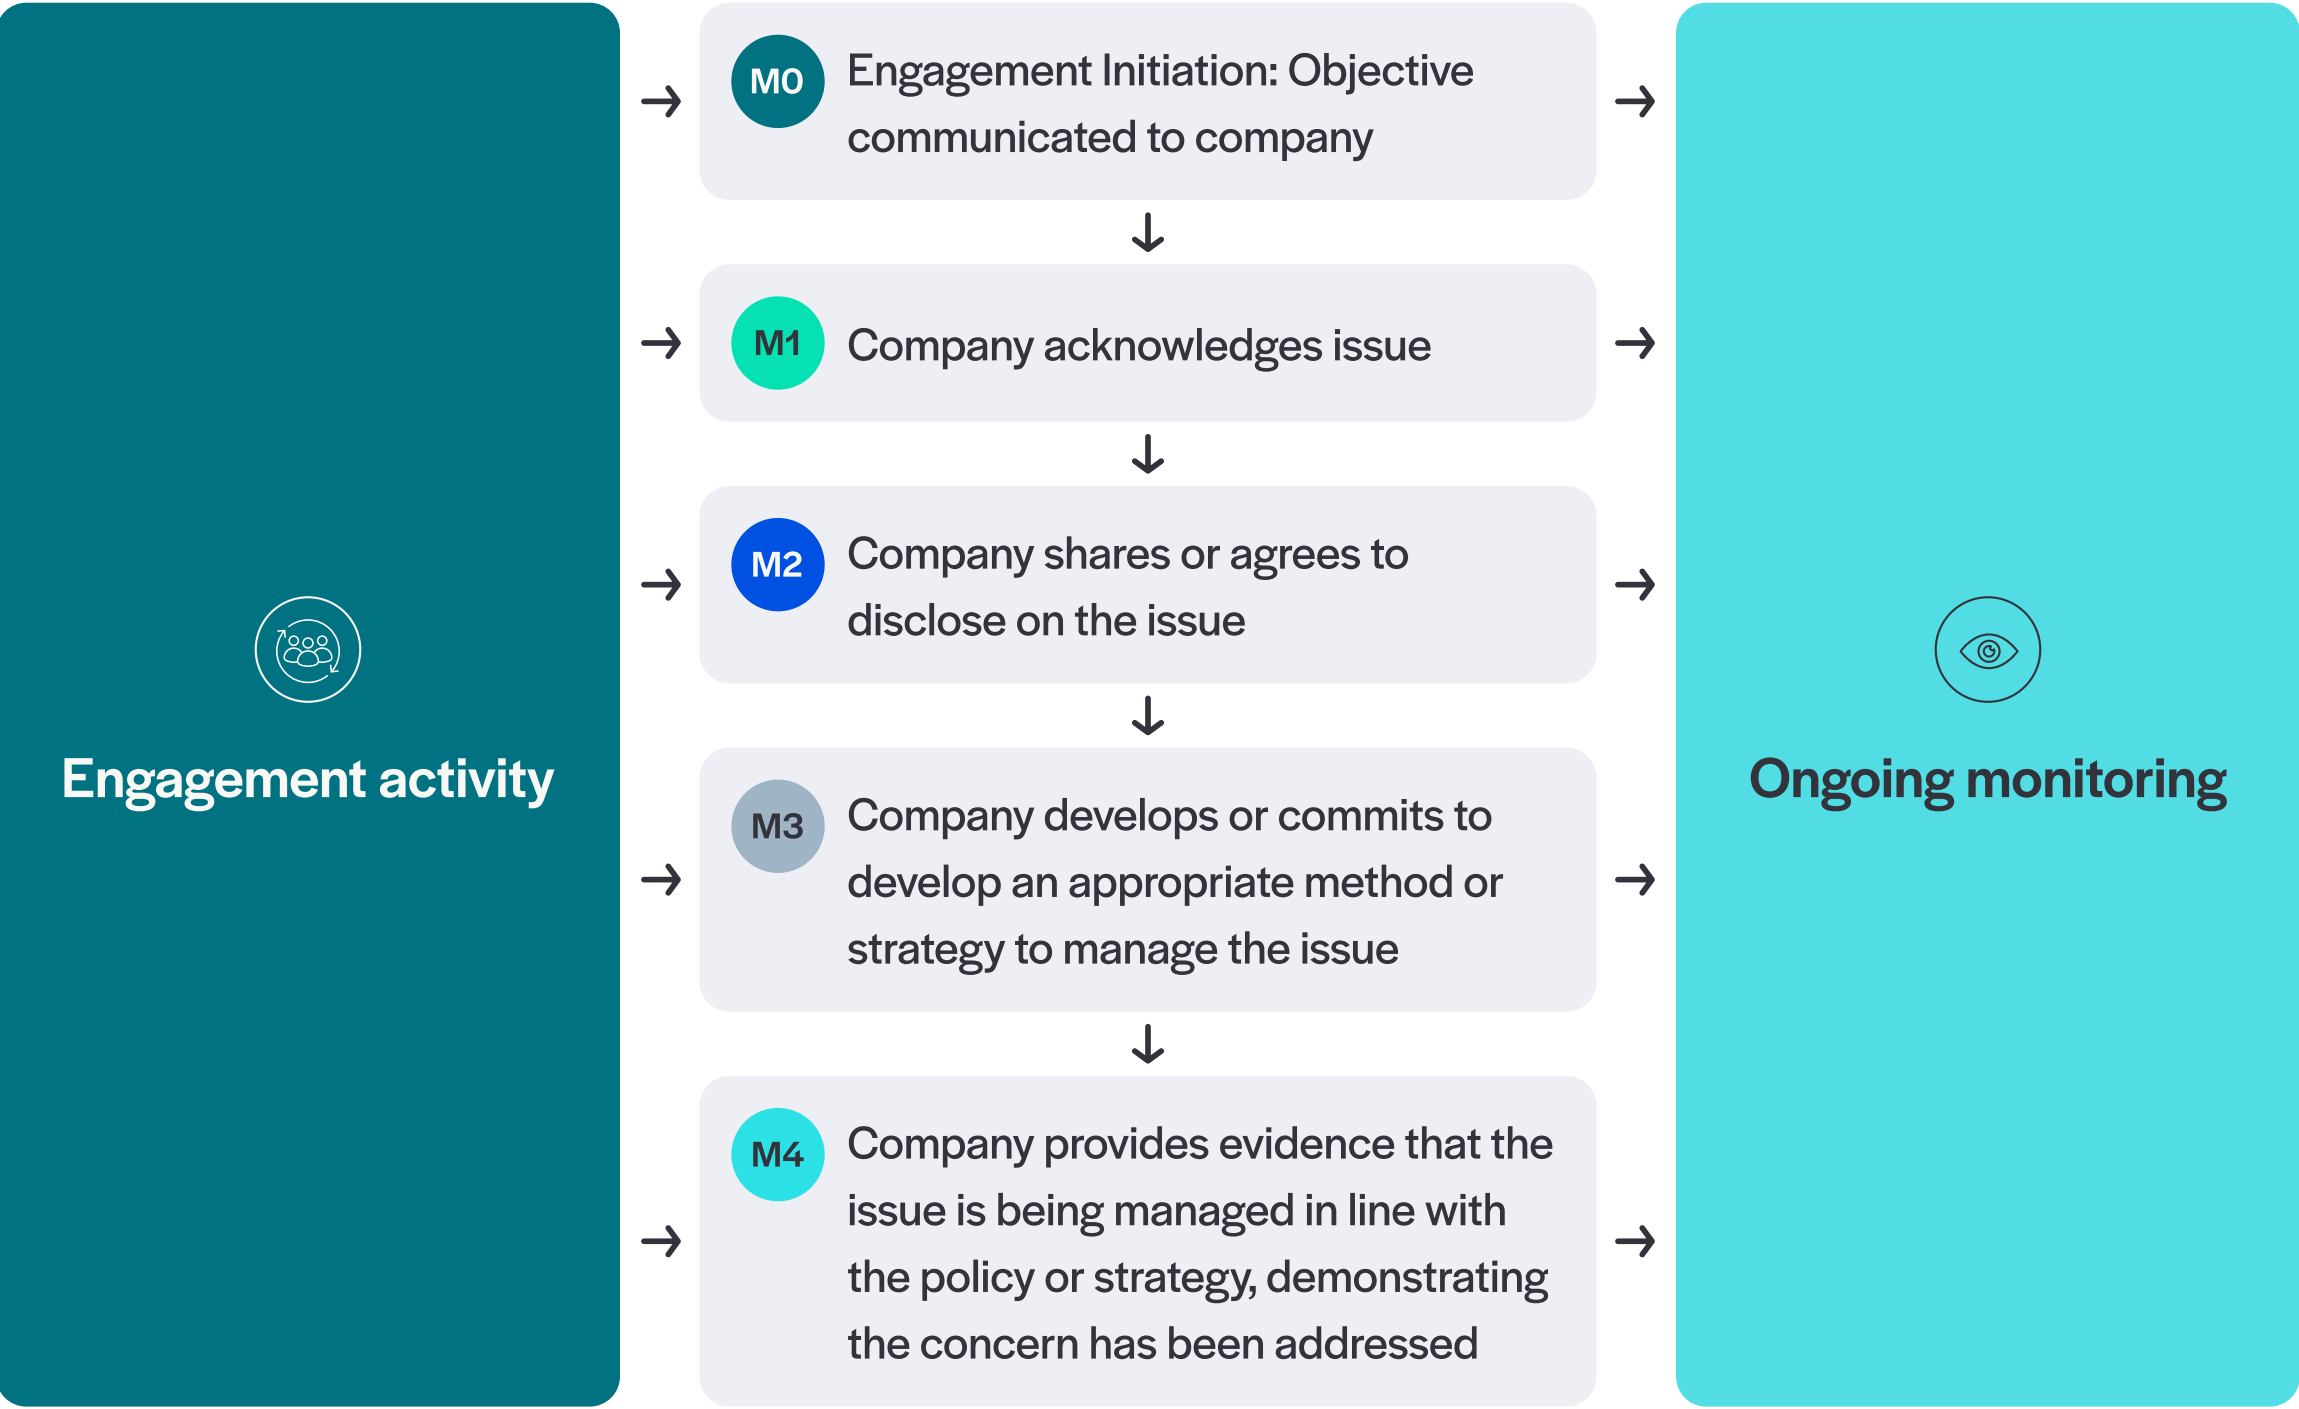 Engagement activity
M0
Engagement Initiation: Objective
communicated to company
M1
Company acknowledges issue
M2
Company shares or agrees to
disclose on the issue
M3
Company develops or commits to
develop an appropriate method or
strategy to manage the issue
M4
Company provides evidence that the
issue is being managed in line with
the policy or strategy, demonstrating
the concern has been addressed
Ongoing monitoring